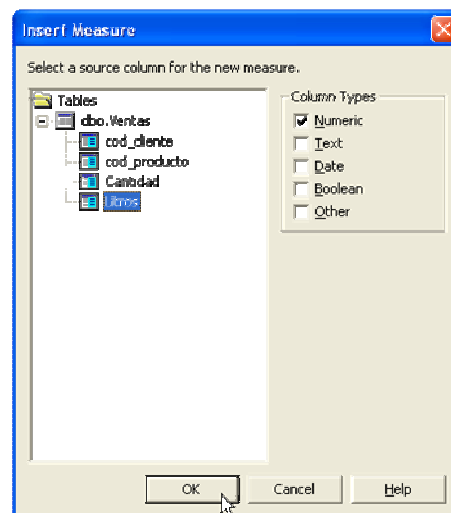 Insert Measure
Select a source column for the new measure.
Tables
dbo.Ventas
cod_cliente
cod_producto
Cantidad
Litros
Column Types
Numeric
Text
Date
Boolean
Other
OK
Cancel
Help